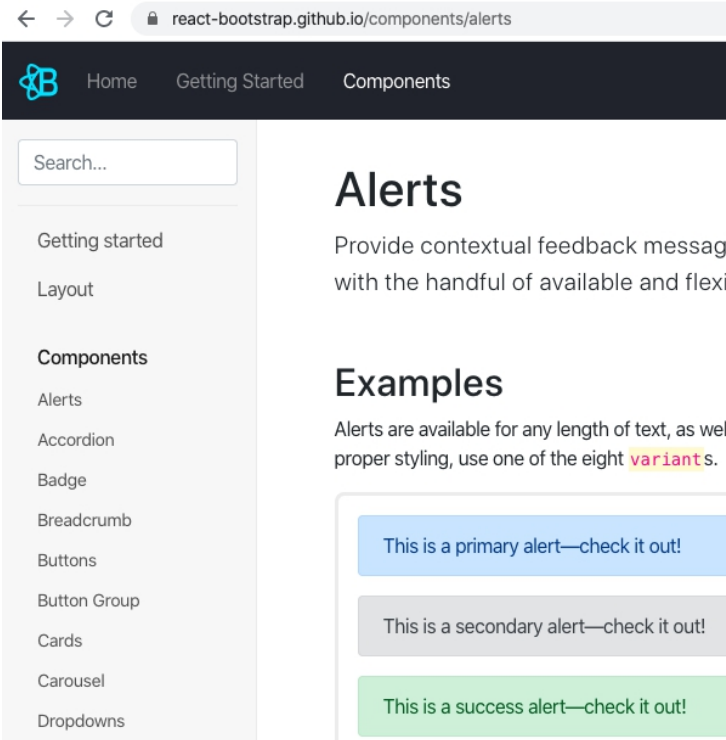 react-bootstrap.github.io/components/alerts
Home Getting Started Components
Search...
Getting started
Layout
Components
Alerts
Accordion
Badge
Breadcrumb
Buttons
Button Group
Cards
Carousel
Dropdowns
Alerts
Provide contextual feedback messag
with the handful of available and flexi
Examples
Alerts are available for any length of text, as wel
proper styling, use one of the eight variants.
This is a primary alert—check it out!
This is a secondary alert—check it out!
This is a success alert—check it out!